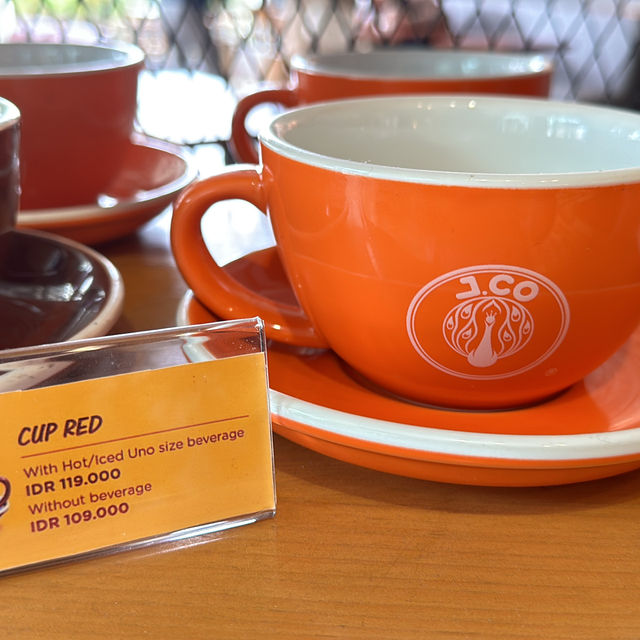 J.CO
CUP RED
With Hot/Iced Uno size beverage
IDR 119.000
Without beverage
IDR 109.000